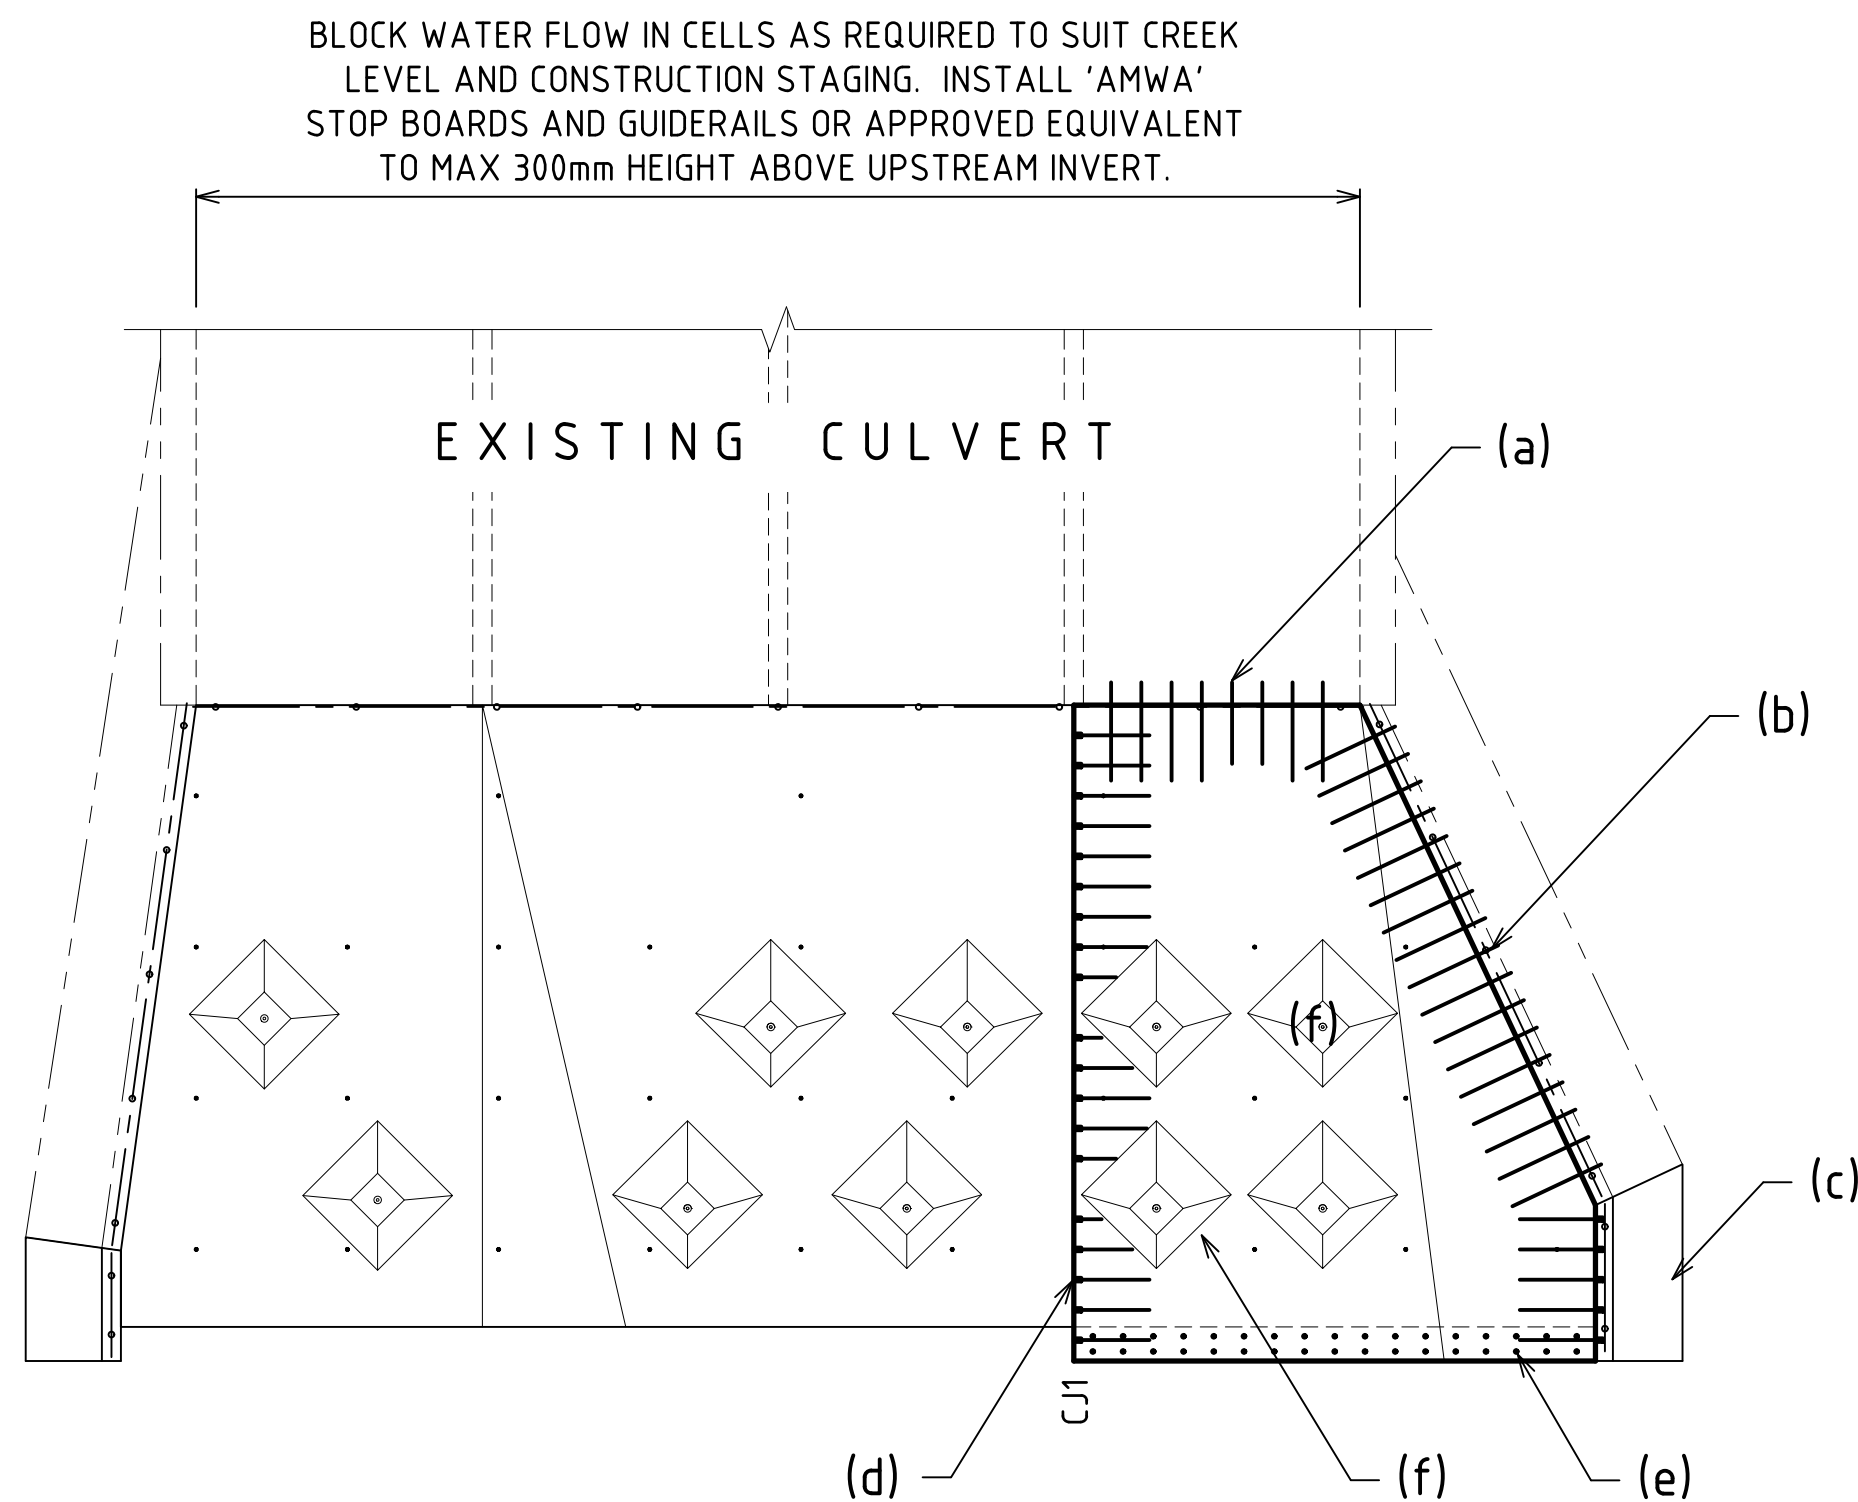 BLOCK WATER FLOW IN CELLS AS REQUIRED TO SUIT CREEK
LEVEL AND CONSTRUCTION STAGING. INSTALL 'AMWA'
STOP BOARDS AND GUIDERAILS OR APPROVED EQUIVALENT
TO MAX 300mm HEIGHT ABOVE UPSTREAM INVERT.
EXISTING CULVERT
(a)
(b)
(f)
(c)
CJ1
(d)
(f)
(e)